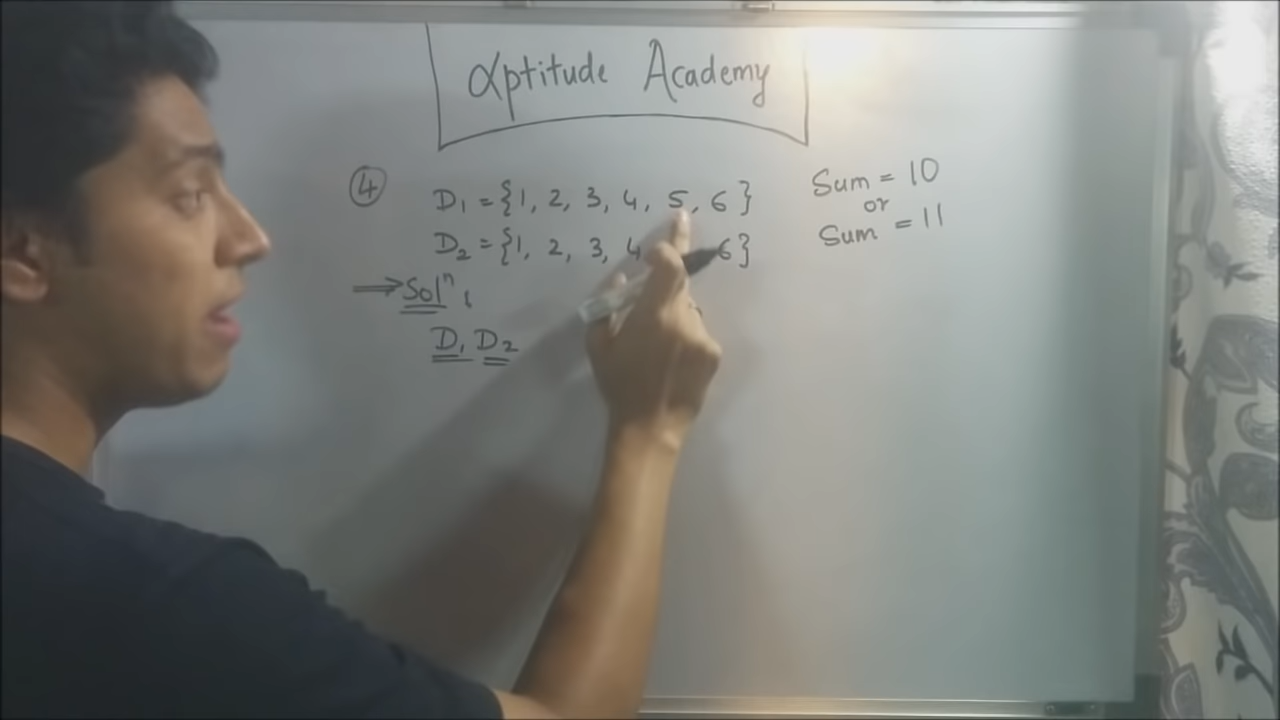 αptitude Academy
④ D₁ = {1, 2, 3, 4, 5, 6}
D₂ = {1, 2, 3, 4 6}
Sum = 10
or
Sum = 11
⟹ Solⁿ :
D₁ D₂